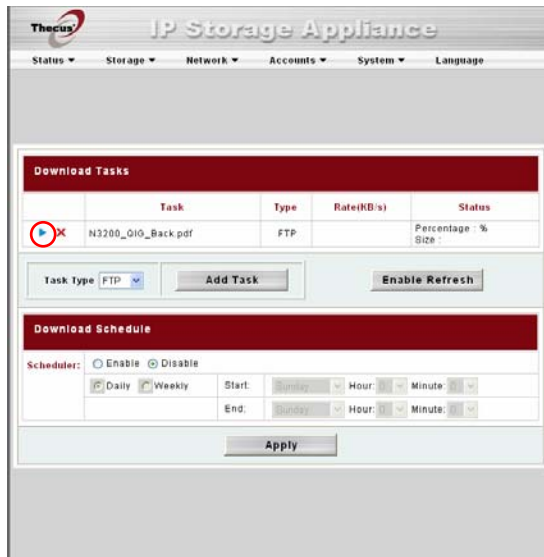 Thecus
IP Storage Appliance
Status Storage Network Accounts System Language
Download Tasks
Task Type Rate(KB/s) Status
N3200_QIG_Back.pdf FTP Percentage : %
Size :
Task Type FTP Add Task Enable Refresh
Download Schedule
Scheduler: Enable Disable
Daily Weekly Start: Sunday Hour: 0 Minute: 0
End: Sunday Hour: 0 Minute: 0
Apply